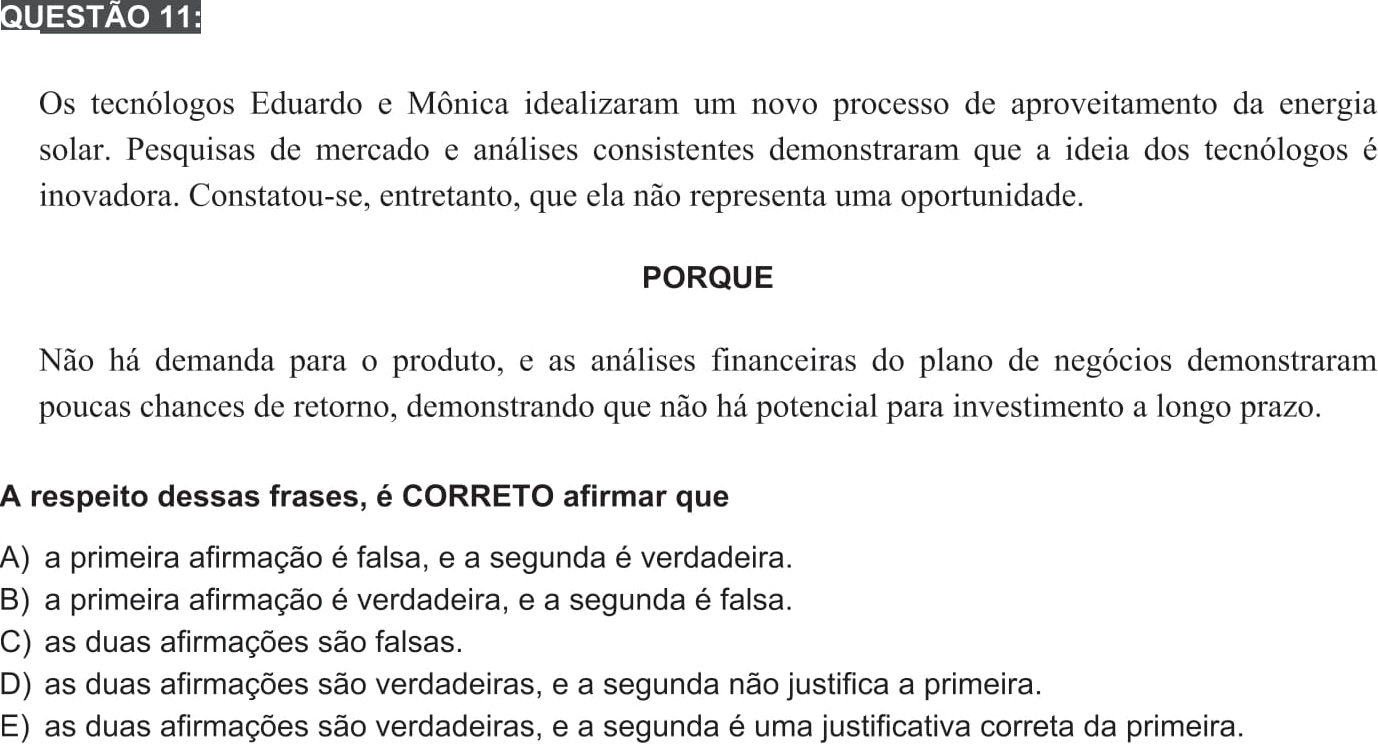 QUESTÃO 11:
Os tecnólogos Eduardo e Mônica idealizaram um novo processo de aproveitamento da energia
solar. Pesquisas de mercado e análises consistentes demonstraram que a ideia dos tecnólogos é
inovadora. Constatou-se, entretanto, que ela não representa uma oportunidade.
PORQUE
Não há demanda para o produto, e as análises financeiras do plano de negócios demonstraram
poucas chances de retorno, demonstrando que não há potencial para investimento a longo prazo.
A respeito dessas frases, é CORRETO afirmar que
A) a primeira afirmação é falsa, e a segunda é verdadeira.
B) a primeira afirmação é verdadeira, e a segunda é falsa.
C) as duas afirmações são falsas.
D) as duas afirmações são verdadeiras, e a segunda não justifica a primeira.
E) as duas afirmações são verdadeiras, e a segunda é uma justificativa correta da primeira.